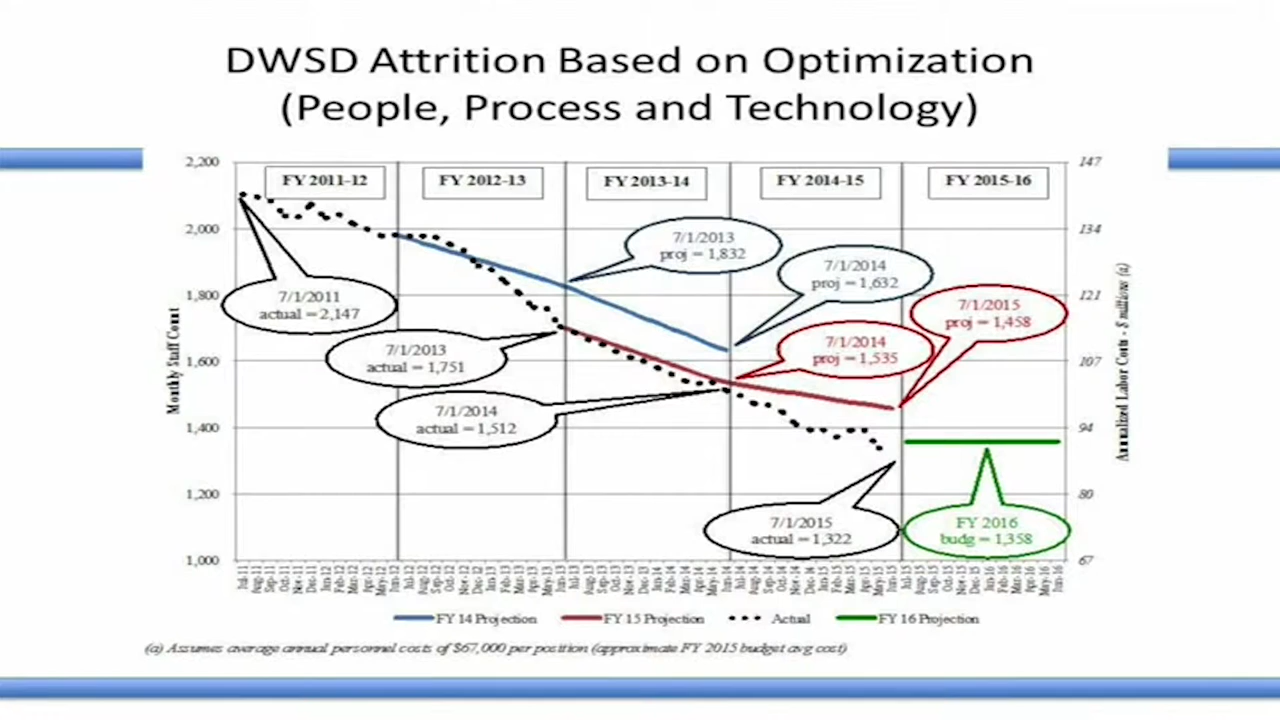 DWSD Attrition Based on Optimization
(People, Process and Technology)
2,200
2,000
1,800
1,600
1,400
1,200
1,000
147
134
121
107
94
80
67
Monthly Staff Count
Annualized Labor Costs - $ millions (a)
FY 2011-12
FY 2012-13
FY 2013-14
FY 2014-15
FY 2015-16
7/1/2013
proj = 1,832
7/1/2014
proj = 1,632
7/1/2011
actual = 2,147
7/1/2015
proj = 1,458
7/1/2014
proj = 1,535
7/1/2013
actual = 1,751
7/1/2014
actual = 1,512
7/1/2015
actual = 1,322
FY 2016
budg = 1,358
FY 14 Projection
FY 15 Projection
Actual
FY 16 Projection
(a) Assumes average annual personnel costs of $67,000 per position (approximate FY 2015 budget avg cost)